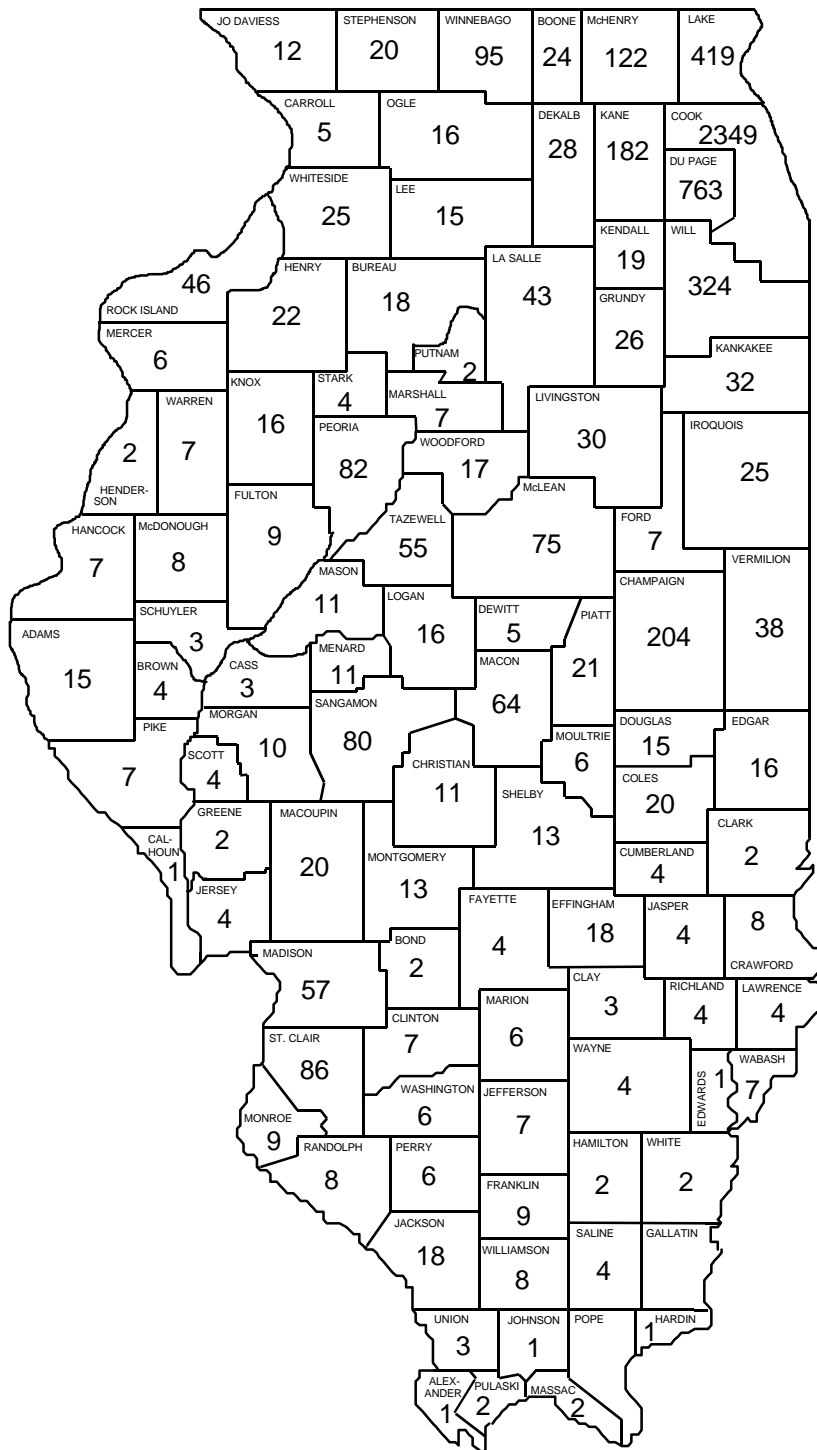 JO DAVIESS
12
STEPHENSON
20
WINNEBAGO
95
BOONE
24
McHENRY
122
LAKE
419
CARROLL
5
OGLE
16
DEKALB
28
KANE
182
COOK
2349
DU PAGE
763
WHITESIDE
25
LEE
15
KENDALL
19
WILL
324
ROCK ISLAND
46
HENRY
22
BUREAU
18
LA SALLE
43
GRUNDY
26
PUTNAM
2
KANKAKEE
32
MERCER
6
KNOX
16
STARK
4
MARSHALL
7
LIVINGSTON
30
IROQUOIS
25
HENDER-
SON
2
WARREN
7
PEORIA
82
WOODFORD
17
McLEAN
75
FORD
7
HANCOCK
7
McDONOUGH
8
FULTON
9
TAZEWELL
55
MASON
11
LOGAN
16
DEWITT
5
PIATT
21
CHAMPAIGN
204
VERMILION
38
SCHUYLER
3
ADAMS
15
BROWN
4
CASS
3
MENARD
11
MACON
64
SANGAMON
80
MORGAN
10
PIKE
7
SCOTT
4
CHRISTIAN
11
MOULTRIE
6
DOUGLAS
15
EDGAR
16
COLES
20
SHELBY
13
GREENE
2
MACOUPIN
20
CAL-
HOUN
1
MONTGOMERY
13
CUMBERLAND
4
CLARK
2
JERSEY
4
FAYETTE
4
EFFINGHAM
18
JASPER
4
CRAWFORD
8
MADISON
57
BOND
2
CLAY
3
RICHLAND
4
LAWRENCE
4
MARION
6
CLINTON
7
ST. CLAIR
86
WAYNE
4
EDWARDS
1
WABASH
7
WASHINGTON
6
JEFFERSON
7
MONROE
9
RANDOLPH
8
PERRY
6
HAMILTON
2
WHITE
2
FRANKLIN
9
JACKSON
18
WILLIAMSON
8
SALINE
4
GALLATIN
UNION
3
JOHNSON
1
POPE
HARDIN
1
ALEX-
ANDER
1
PULASKI
2
MASSAC
2